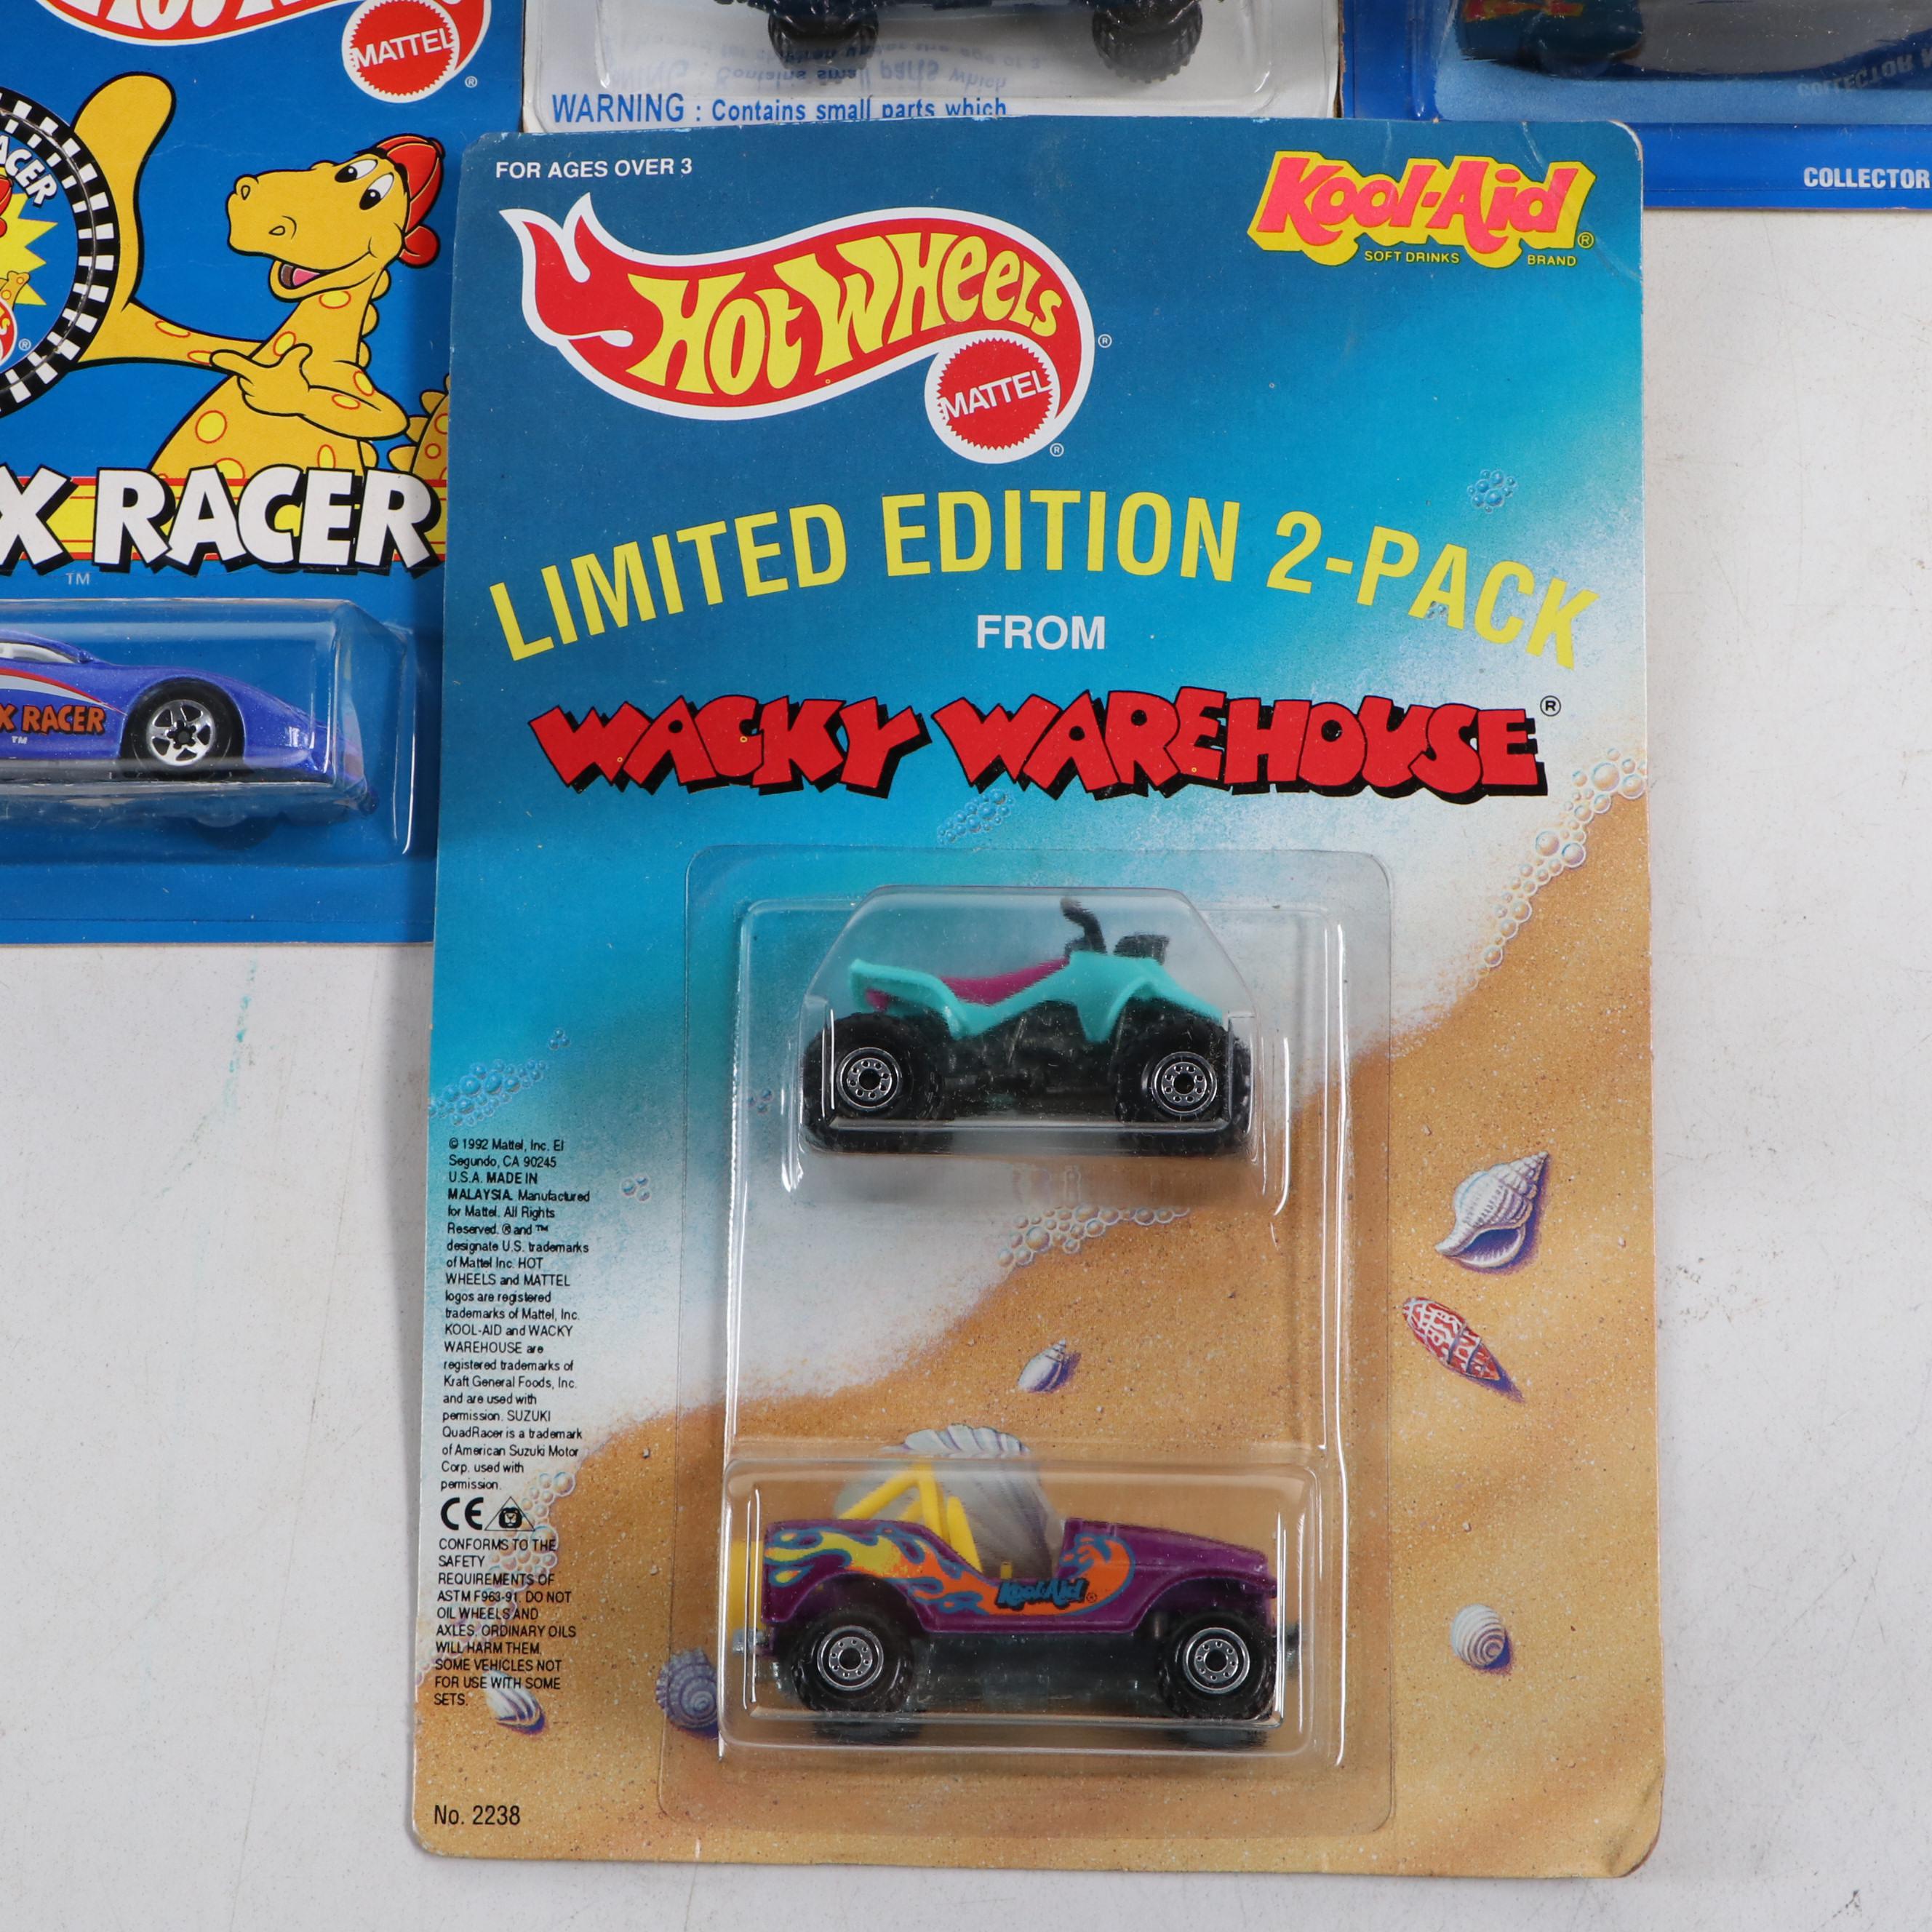 MATTEL
®
ACER
®
X RACER
™
X RACER
™
WARNING : Contains small parts which
COLLECTOR
FOR AGES OVER 3
Kool-Aid®
SOFT DRINKS BRAND
HOT WHEELS®
MATTEL®
LIMITED EDITION 2-PACK
FROM
WACKY WAREHOUSE®
© 1992 Mattel, Inc. El
Segundo, CA 90245
U.S.A. MADE IN
MALAYSIA. Manufactured
for Mattel. All Rights
Reserved. ® and ™
designate U.S. trademarks
of Mattel Inc. HOT
WHEELS and MATTEL
logos are registered
trademarks of Mattel, Inc.
KOOL-AID and WACKY
WAREHOUSE are
registered trademarks of
Kraft General Foods, Inc.
and are used with
permission. SUZUKI
QuadRacer is a trademark
of American Suzuki Motor
Corp. used with
permission.
CE
CONFORMS TO THE
SAFETY
REQUIREMENTS OF
ASTM F963-91. DO NOT
OIL WHEELS AND
AXLES. ORDINARY OILS
WILL HARM THEM.
SOME VEHICLES NOT
FOR USE WITH SOME
SETS.
Kool-Aid®
No. 2238